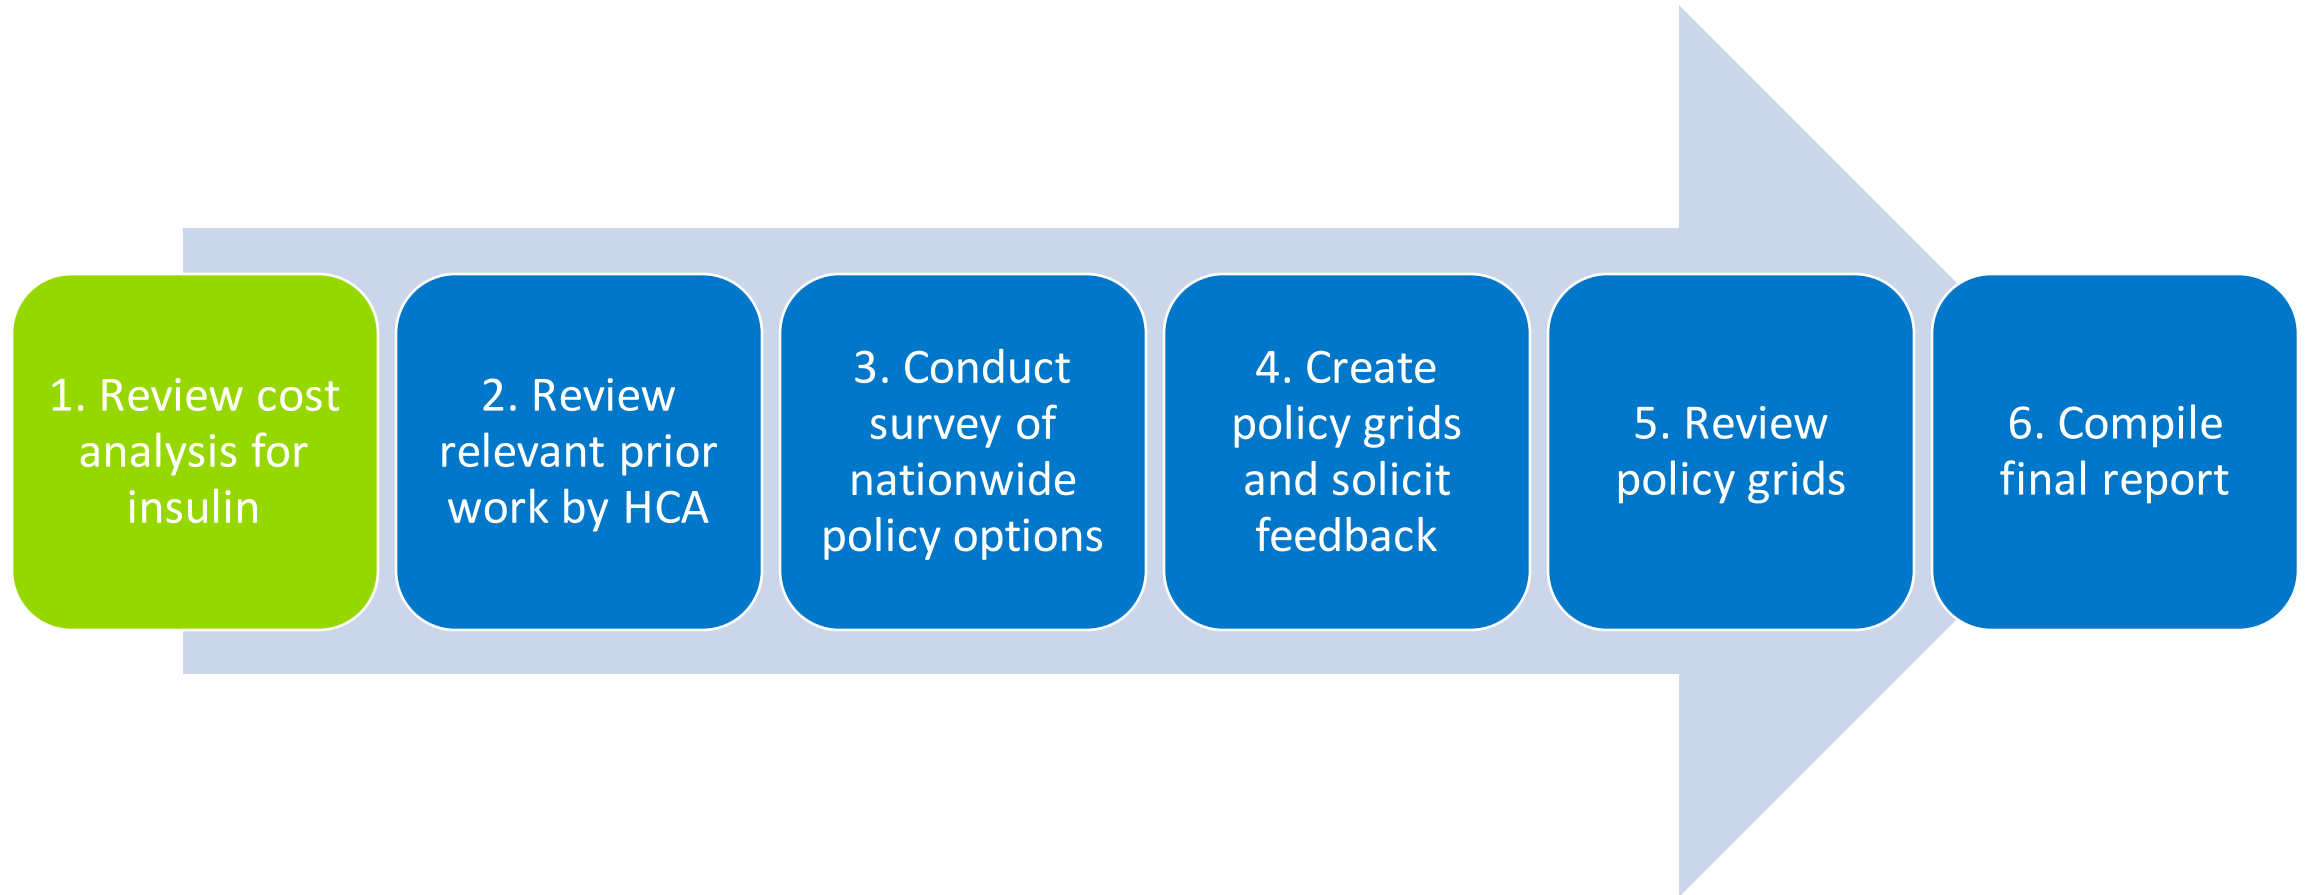 1. Review cost
analysis for
insulin
2. Review
relevant prior
work by HCA
3. Conduct
survey of
nationwide
policy options
4. Create
policy grids
and solicit
feedback
5. Review
policy grids
6. Compile
final report